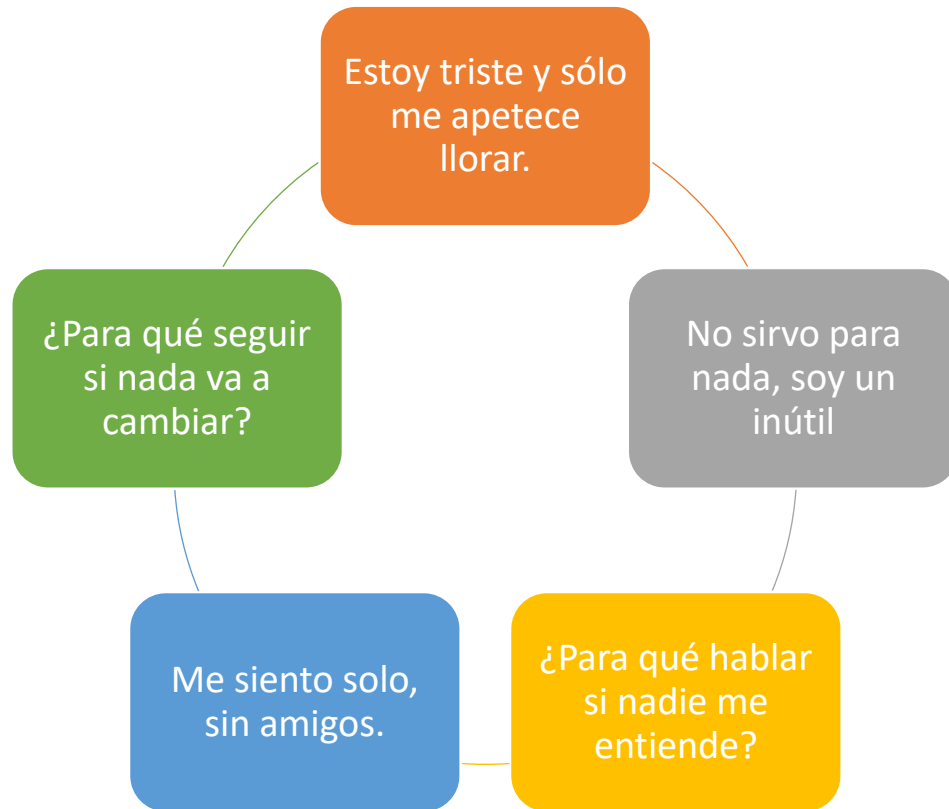 Estoy triste y sólo
me apetece
llorar.
No sirvo para
nada, soy un
inútil
¿Para qué hablar
si nadie me
entiende?
Me siento solo,
sin amigos.
¿Para qué seguir
si nada va a
cambiar?